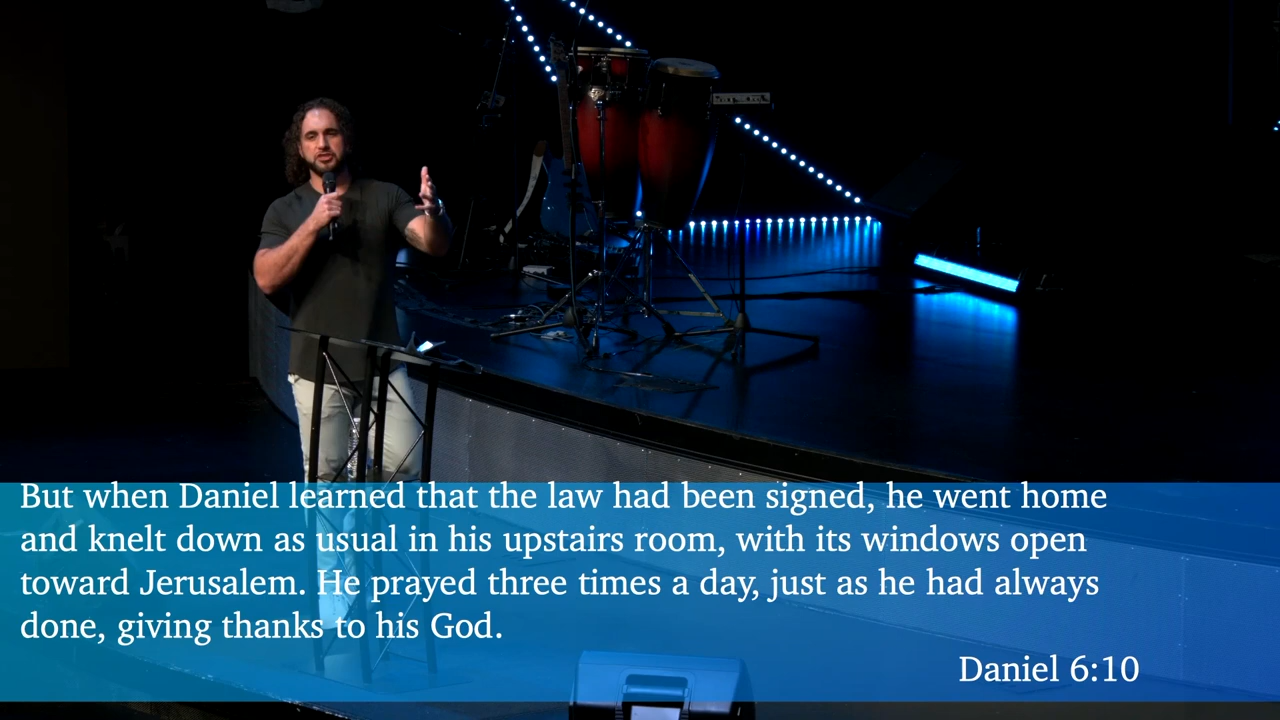 But when Daniel learned that the law had been signed, he went home
and knelt down as usual in his upstairs room, with its windows open
toward Jerusalem. He prayed three times a day, just as he had always
done, giving thanks to his God.
Daniel 6:10